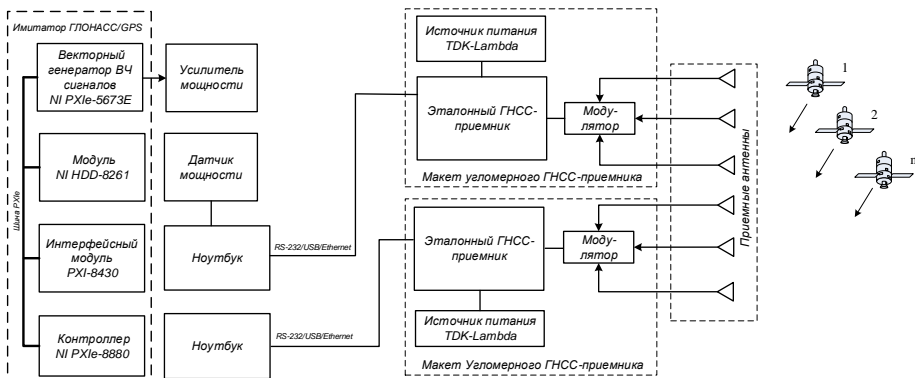 Имитатор ГЛОНАСС/GPS
Шина PXIe
Векторный
генератор ВЧ
сигналов
NI PXIe-5673E
Модуль
NI HDD-8261
Интерфейсный
модуль
PXI-8430
Контроллер
NI PXIe-8880
Усилитель
мощности
Датчик
мощности
Ноутбук
RS-232/USB/Ethernet
Ноутбук
RS-232/USB/Ethernet
Источник питания
TDK-Lambda
Эталонный ГНСС-
приемник
Моду-
лятор
Макет угломерного ГНСС-приемника
Эталонный ГНСС-
приемник
Моду-
лятор
Источник питания
TDK-Lambda
Макет Угломерного ГНСС-приемника
Приемные антенны
1
2
n